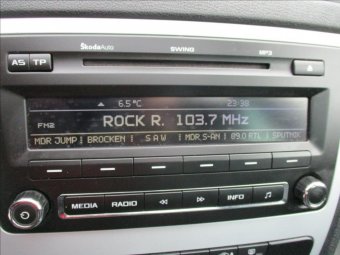 ŠkodaAuto SWING MP3
AS TP
▲ 6.5°C 23:38
FM2 ROCK R. 103.7 MHz
MDR JUMP | BROCKEN | .S A W | MDR S-AN | 89.0 RTL | SPUTNIK
MEDIA RADIO INFO